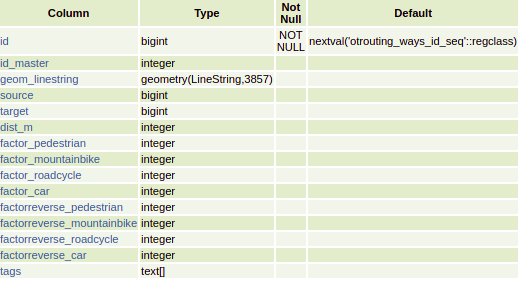 Column Type Not Null Default
id bigint NOT NULL nextval('otrouting_ways_id_seq'::regclass)
id_master integer
geom_linestring geometry(LineString,3857)
source bigint
target bigint
dist_m integer
factor_pedestrian integer
factor_mountainbike integer
factor_roadcycle integer
factor_car integer
factorreverse_pedestrian integer
factorreverse_mountainbike integer
factorreverse_roadcycle integer
factorreverse_car integer
tags text[]